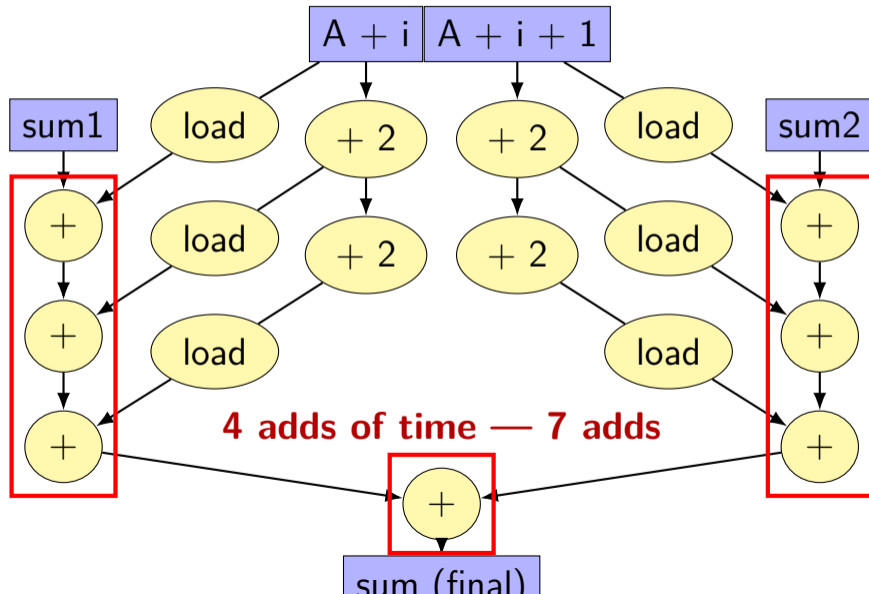 A + i A + i + 1
sum1 load + 2 + 2 load sum2
+ load + 2 + 2 load +
+ load load +
+ 4 adds of time — 7 adds +
+
sum (final)